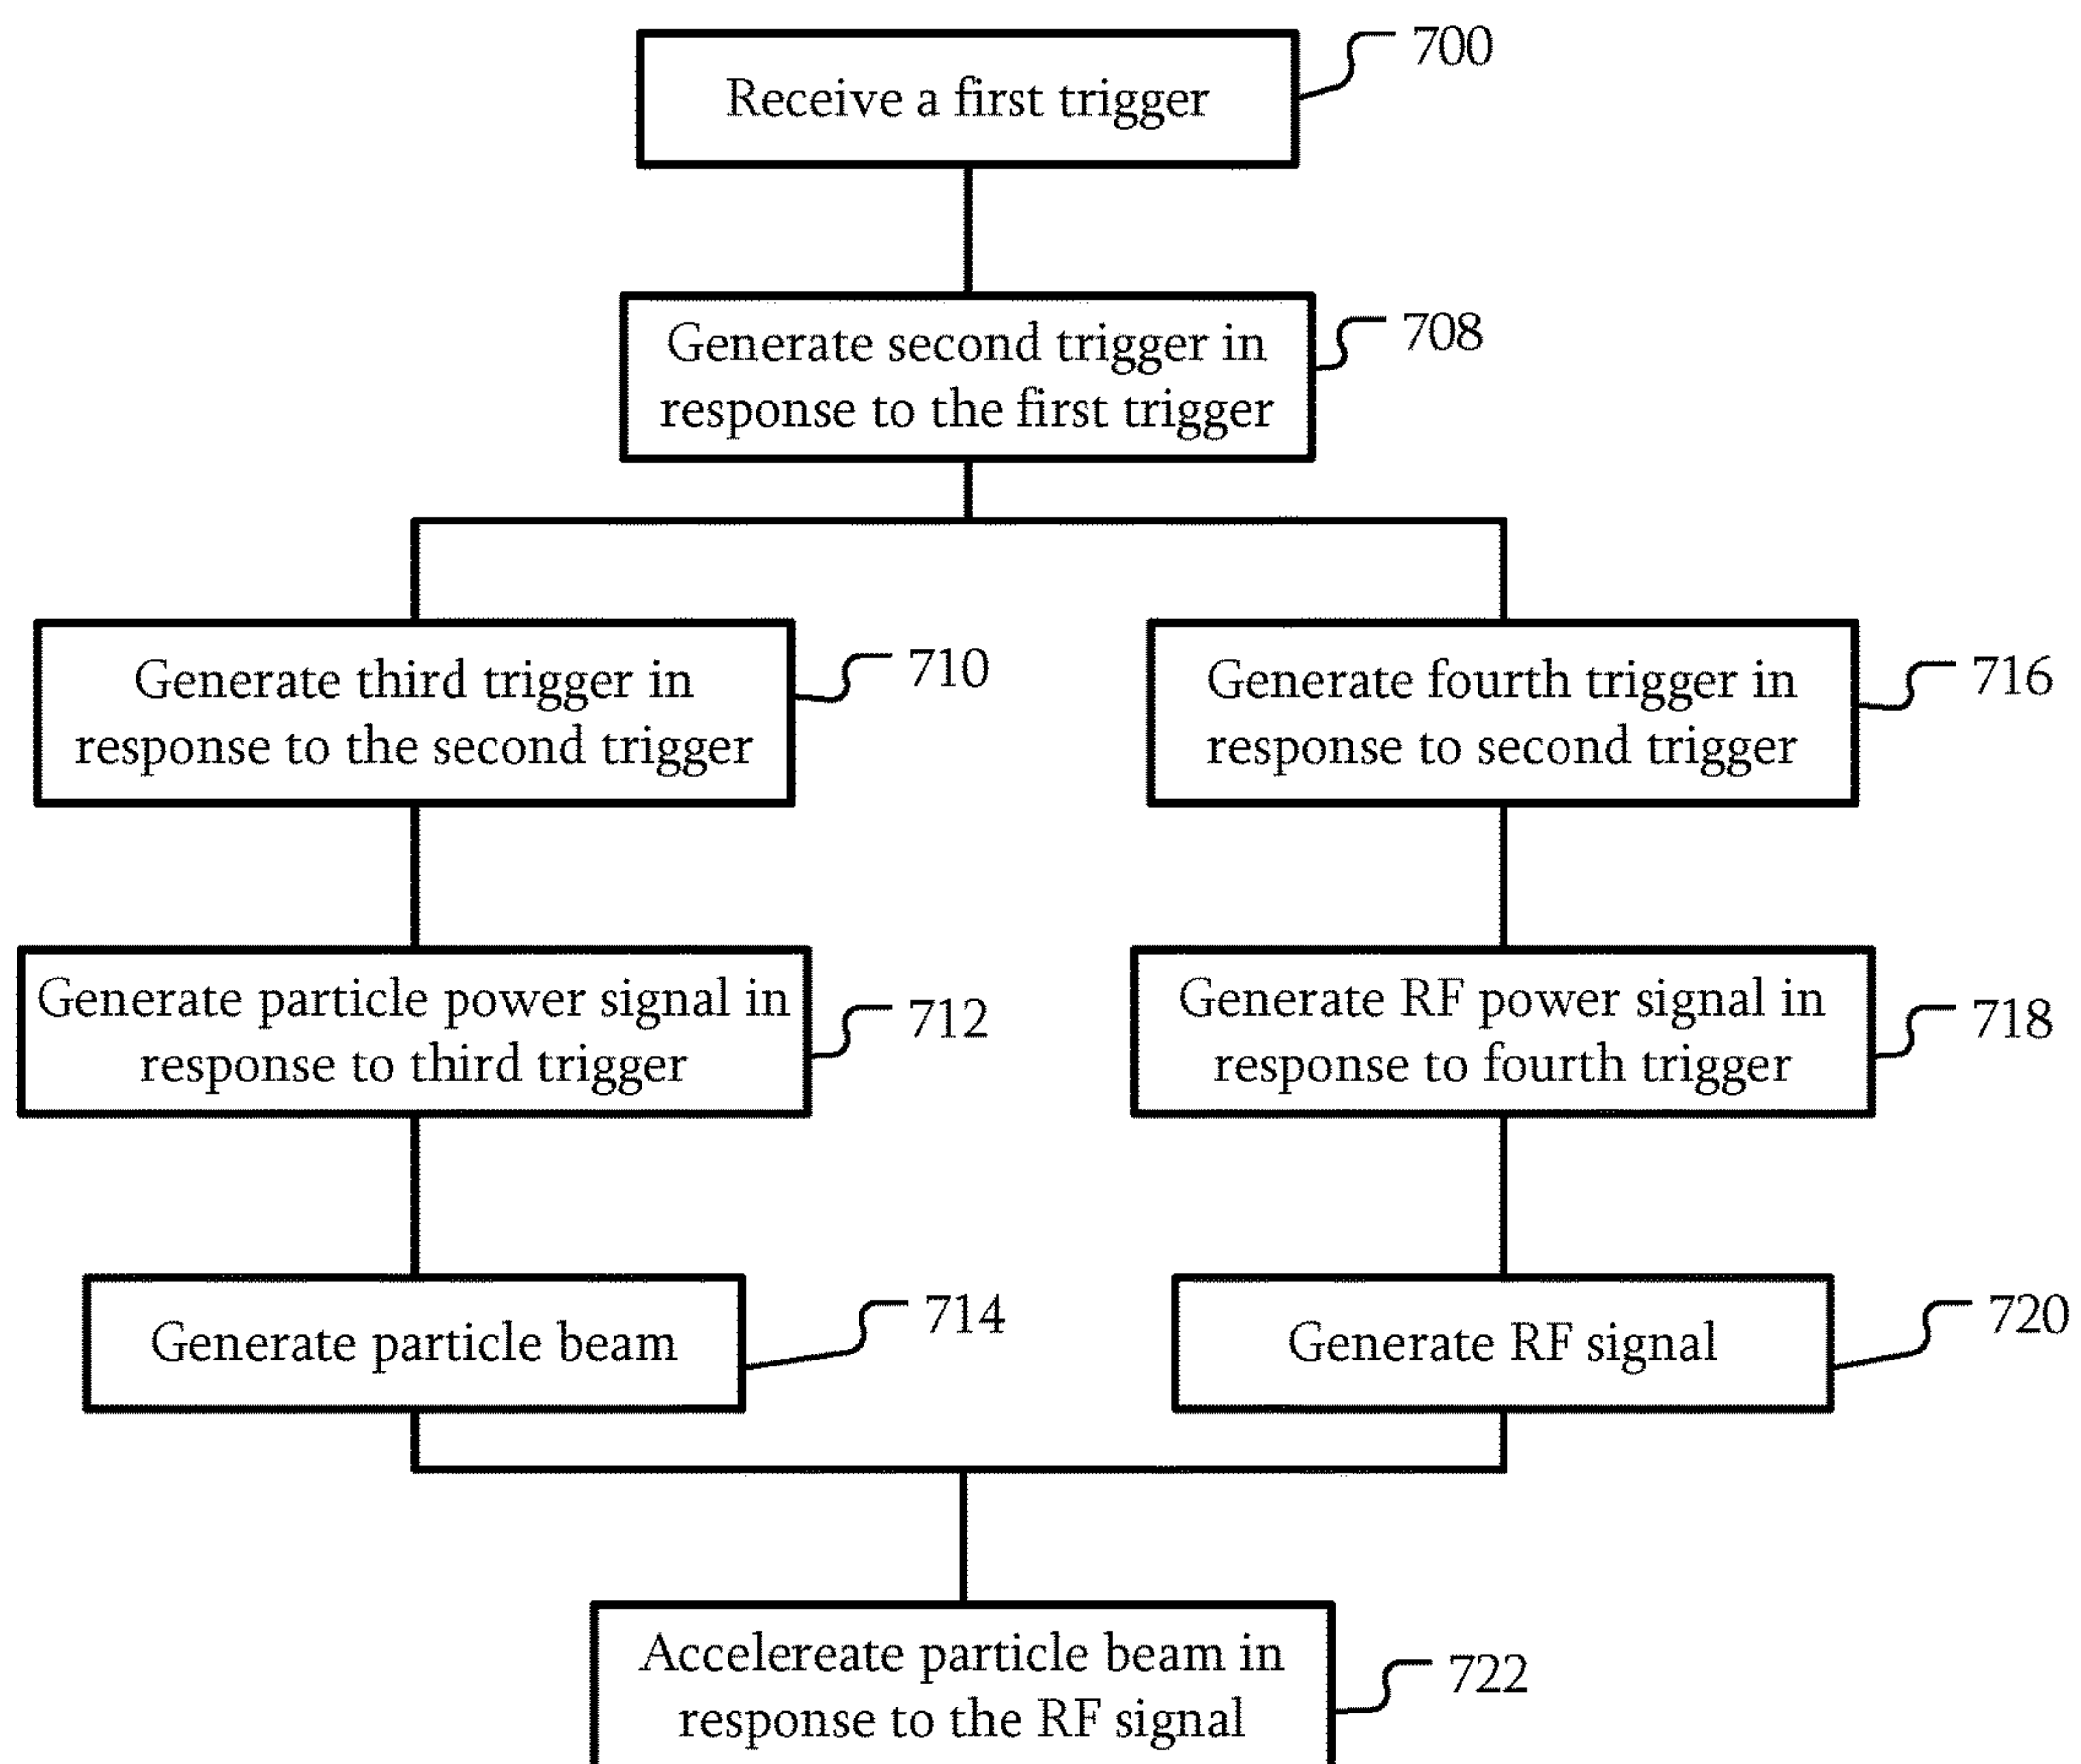 Receive a first trigger
700
Generate second trigger in
response to the first trigger
708
Generate third trigger in
response to the second trigger
710
Generate fourth trigger in
response to second trigger
716
Generate particle power signal in
response to third trigger
712
Generate RF power signal in
response to fourth trigger
718
Generate particle beam
714
Generate RF signal
720
Accelereate particle beam in
response to the RF signal
722